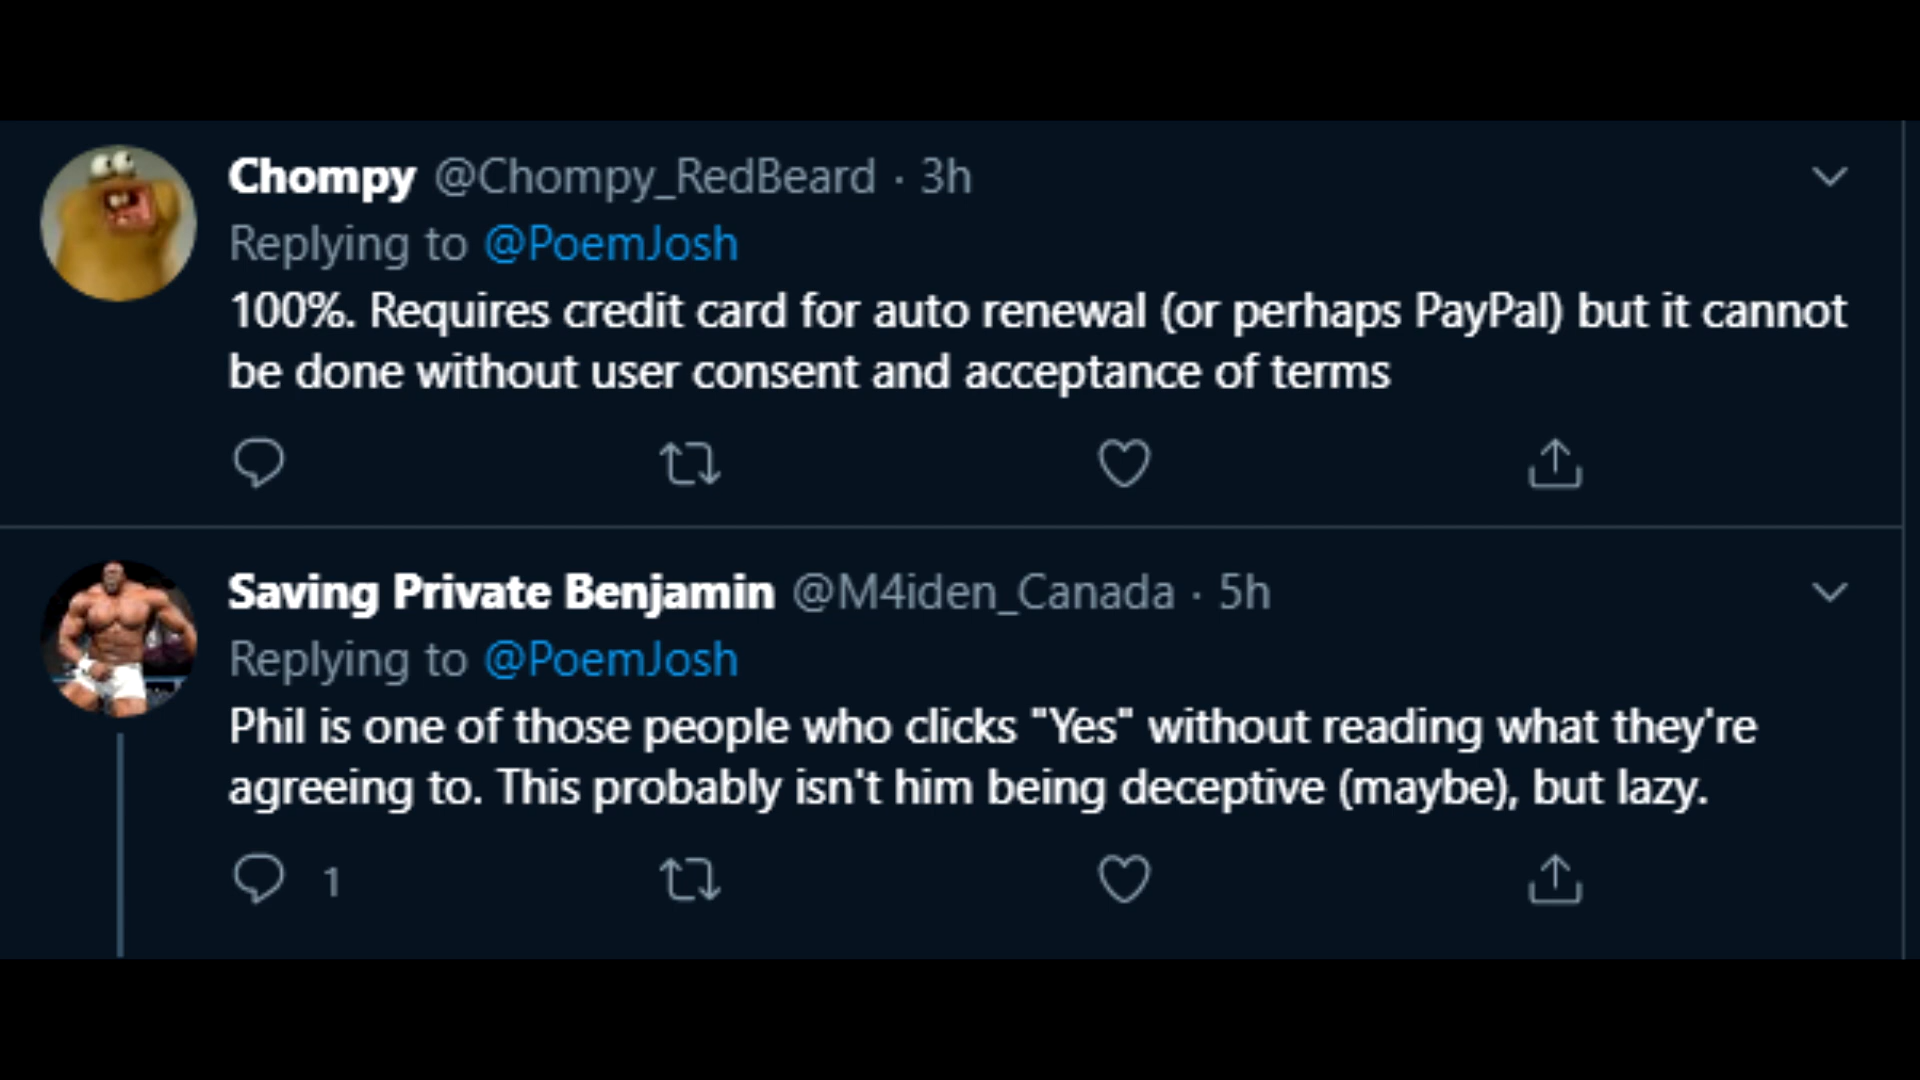 Chompy @Chompy_RedBeard · 3h
Replying to @PoemJosh
100%. Requires credit card for auto renewal (or perhaps PayPal) but it cannot
be done without user consent and acceptance of terms
Saving Private Benjamin @M4iden_Canada · 5h
Replying to @PoemJosh
Phil is one of those people who clicks "Yes" without reading what they're
agreeing to. This probably isn't him being deceptive (maybe), but lazy.
1